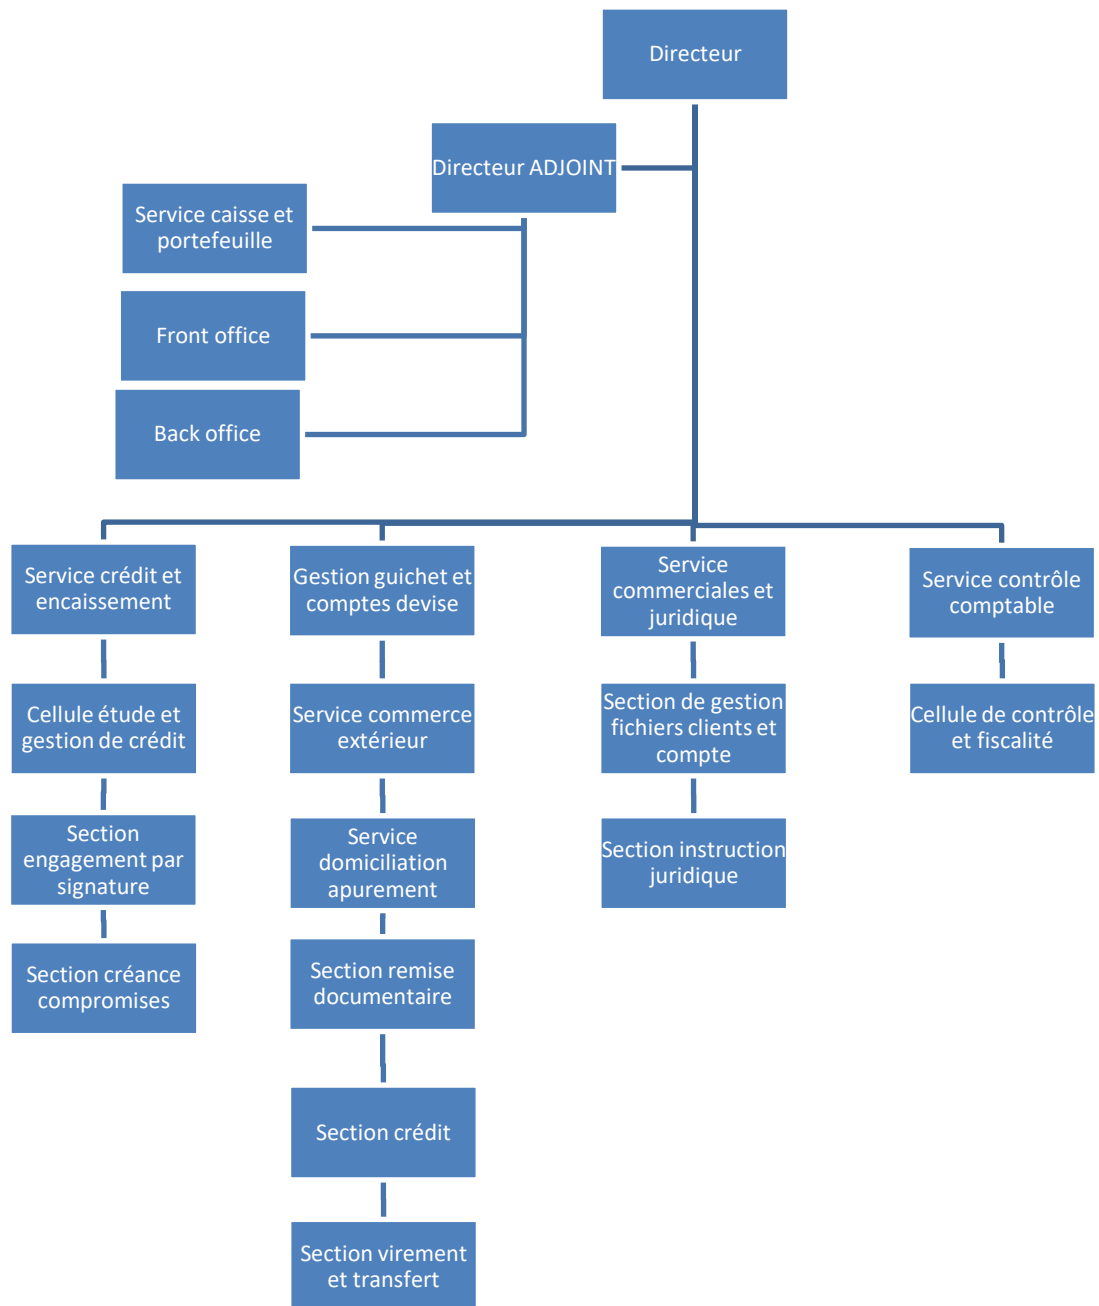 Directeur
Directeur ADJOINT
Service caisse et
portefeuille
Front office
Back office
Service crédit et
encaissement
Gestion guichet et
comptes devise
Service
commerciales et
juridique
Service contrôle
comptable
Cellule étude et
gestion de crédit
Service commerce
extérieur
Section de gestion
fichiers clients et
compte
Cellule de contrôle
et fiscalité
Section
engagement par
signature
Service
domiciliation
apurement
Section instruction
juridique
Section créance
compromises
Section remise
documentaire
Section crédit
Section virement
et transfert